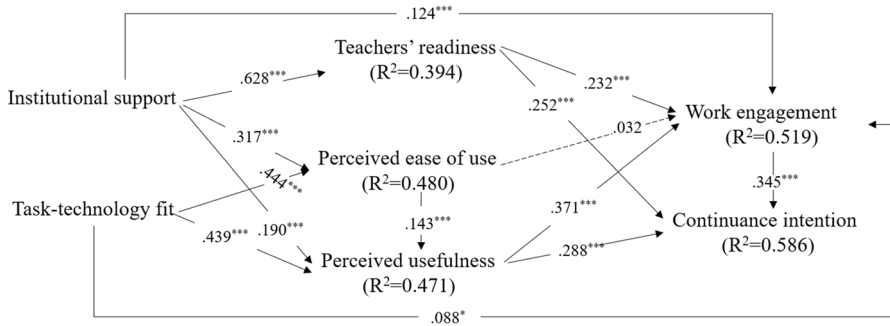 .124***
Teachers’ readiness
(R²=0.394)
.628***
.232***
Institutional support
.252***
Work engagement
(R²=0.519)
.317***
.032
Perceived ease of use
(R²=0.480)
.444***
.345***
Task-technology fit
.371***
Continuance intention
(R²=0.586)
.143***
.439***
.190***
.288***
Perceived usefulness
(R²=0.471)
.088*